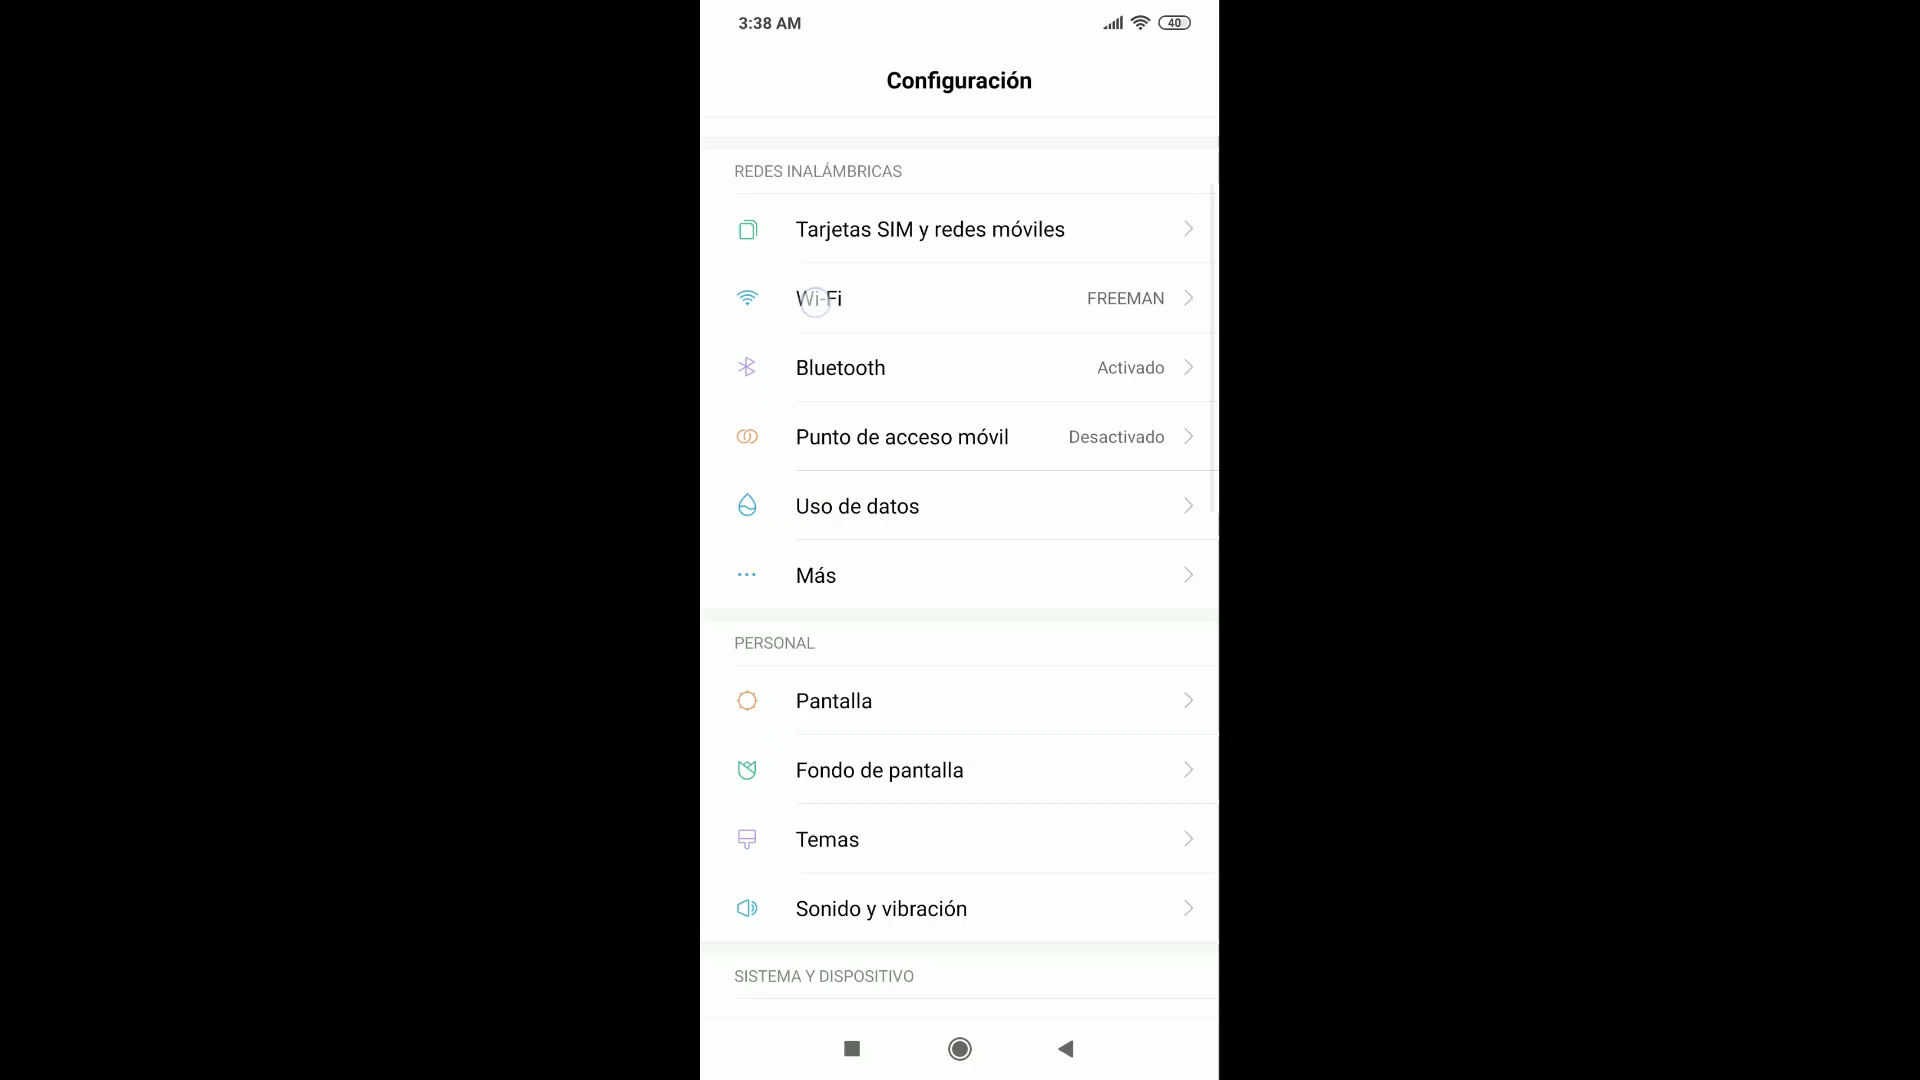 3:38 AM 40
Configuración
REDES INALÁMBRICAS
Tarjetas SIM y redes móviles
Wi-Fi FREEMAN
Bluetooth Activado
Punto de acceso móvil Desactivado
Uso de datos
Más
PERSONAL
Pantalla
Fondo de pantalla
Temas
Sonido y vibración
SISTEMA Y DISPOSITIVO